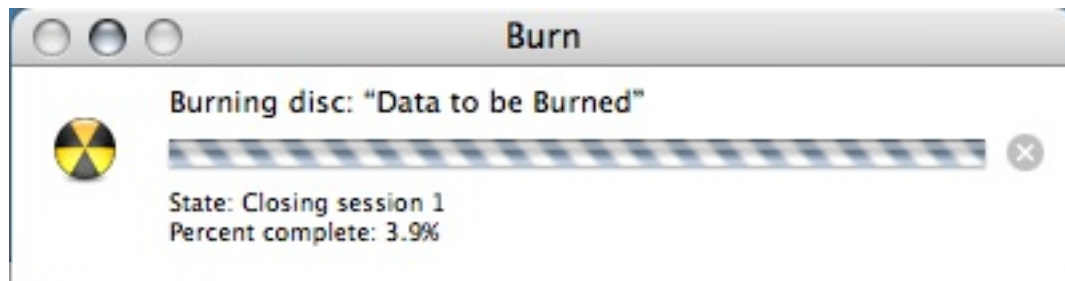 Burn
Burning disc: “Data to be Burned”
State: Closing session 1
Percent complete: 3.9%